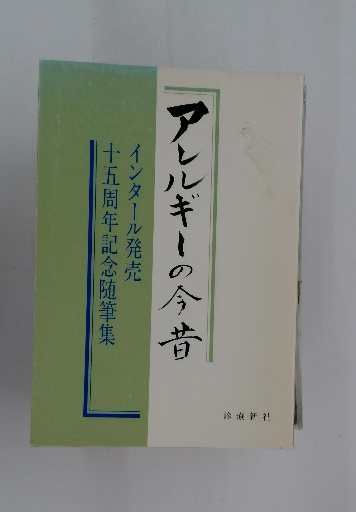 アレルギーの今昔
インタール発売
十五周年記念随筆集
診療新社